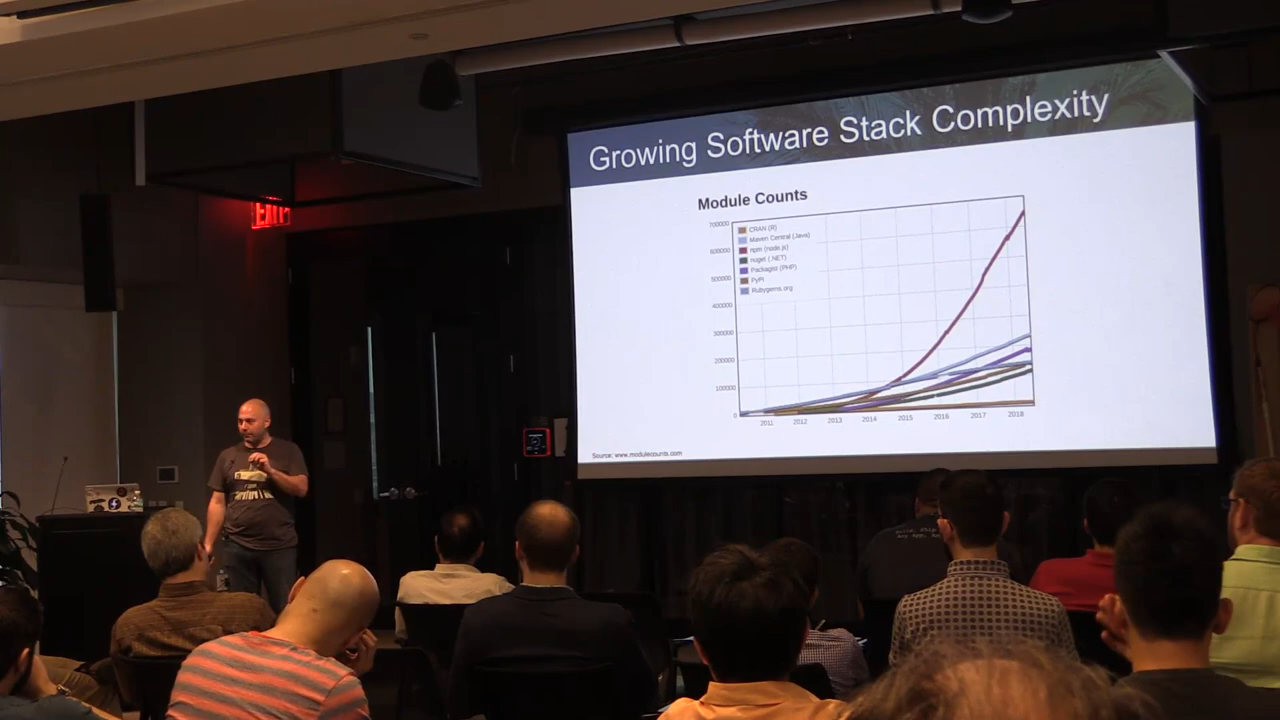 Growing Software Stack Complexity
EXIT
Module Counts
700000
600000
500000
400000
300000
200000
100000
0
CRAN (R)
Maven Central (Java)
npm (node.js)
nuget (.NET)
Packagist (PHP)
PyPI
Rubygems.org
2011 2012 2013 2014 2015 2016 2017 2018
Source: www.modulecounts.com